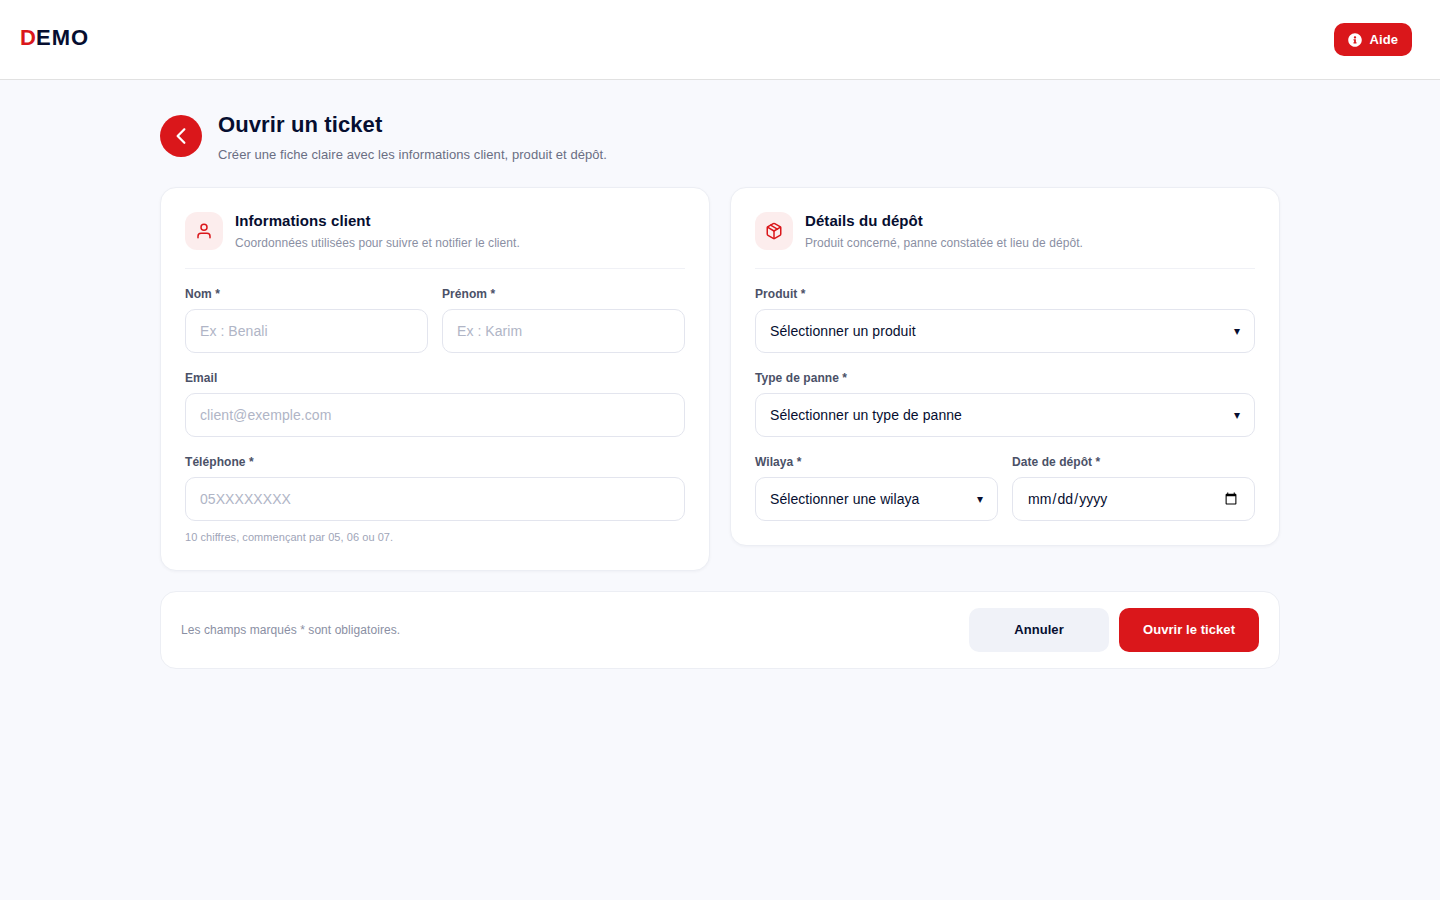 DEMO
Aide
Ouvrir un ticket
Créer une fiche claire avec les informations client, produit et dépôt.
Informations client
Coordonnées utilisées pour suivre et notifier le client.
Nom *
Prénom *
Ex : Benali
Ex : Karim
Email
client@exemple.com
Téléphone *
05XXXXXXXX
10 chiffres, commençant par 05, 06 ou 07.
Détails du dépôt
Produit concerné, panne constatée et lieu de dépôt.
Produit *
Sélectionner un produit
Type de panne *
Sélectionner un type de panne
Wilaya *
Date de dépôt *
Sélectionner une wilaya
mm/dd/yyyy
Les champs marqués * sont obligatoires.
Annuler
Ouvrir le ticket